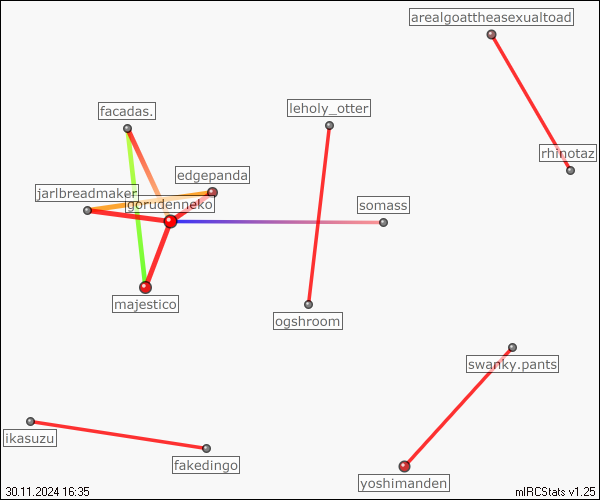 arealgoattheasexualtoad
facadas.
leholy_otter
rhinotaz
edgepanda
jarlbreadmaker
gorudenneko
somass
majestico
ogshroom
swanky.pants
ikasuzu
fakedingo
yoshimanden
30.11.2024 16:35
mIRCStats v1.25